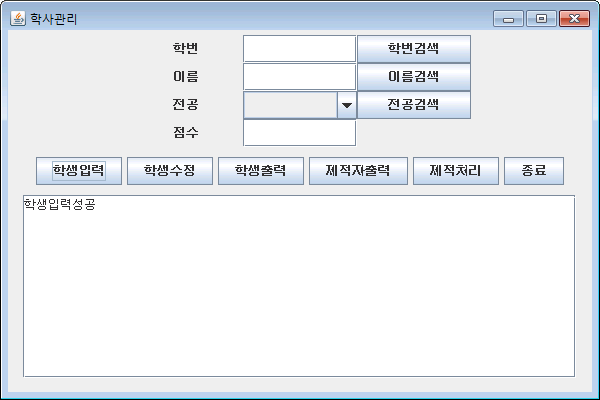 학사관리
학번 학번검색
이름 이름검색
전공 전공검색
점수
학생입력 학생수정 학생출력 제적자출력 제적처리 종료
학생입력성공